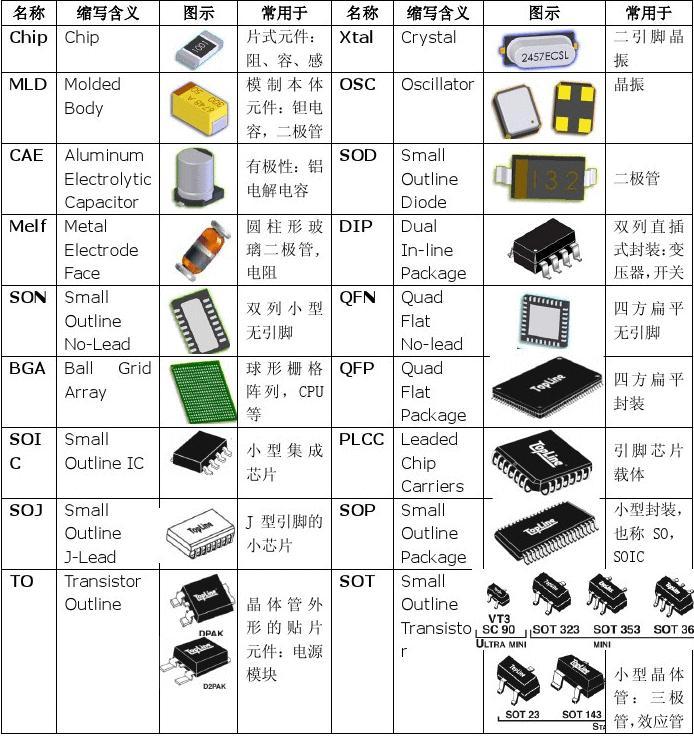 名称 缩写含义 图示 常用于 名称 缩写含义 图示 常用于
Chip Chip 1001 片式元件：
阻、容、感
Xtal Crystal 2457ECSL 二引脚晶
振
MLD Molded
Body
模制本体
元件：钽电
容，二极管
OSC Oscillator 晶振
CAE Aluminum
Electrolytic
Capacitor
有极性：铝
电解电容
SOD Small
Outline
Diode
132
二极管
Melf Metal
Electrode
Face
圆柱形玻
璃二极管，
电阻
DIP Dual
In-line
Package
双列直插
式封装：变
压器，开关
SON Small
Outline
No-Lead
双列小型
无引脚
QFN Quad
Flat
No-lead
四方扁平
无引脚
BGA Ball Grid
Array
球形栅格
阵列，CPU
等
QFP Quad
Flat
Package
TopLine
四方扁平
封装
SOI
C
Small
Outline IC
小型集成
芯片
PLCC Leaded
Chip
Carriers
TopLine
引脚芯片
载体
SOJ Small
Outline
J-Lead
TopLine
J 型引脚的
小芯片
SOP Small
Outline
Package
TopLine
小型封装，
也称 SO，
SOIC
TO Transistor
Outline
TopLine
DPAK
TopLine
D2PAK
晶体管外
形的贴片
元件：电源
模块
SOT Small
Outline
Transisto
r
VT3
SC 90 SOT 323 SOT 353 SOT 36
ULTRA MINI MINI
SOT 23 SOT 143
STA
小型晶体
管：三极
管，效应管